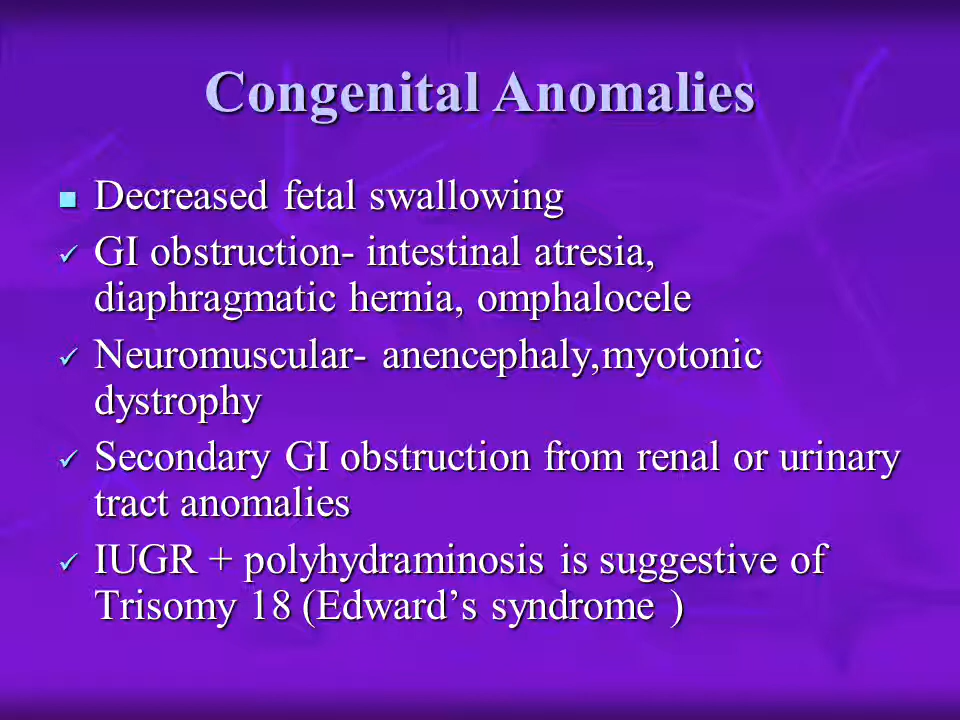 Congenital Anomalies
Decreased fetal swallowing
GI obstruction- intestinal atresia,
diaphragmatic hernia, omphalocele
Neuromuscular- anencephaly,myotonic
dystrophy
Secondary GI obstruction from renal or urinary
tract anomalies
IUGR + polyhydraminosis is suggestive of
Trisomy 18 (Edward’s syndrome )